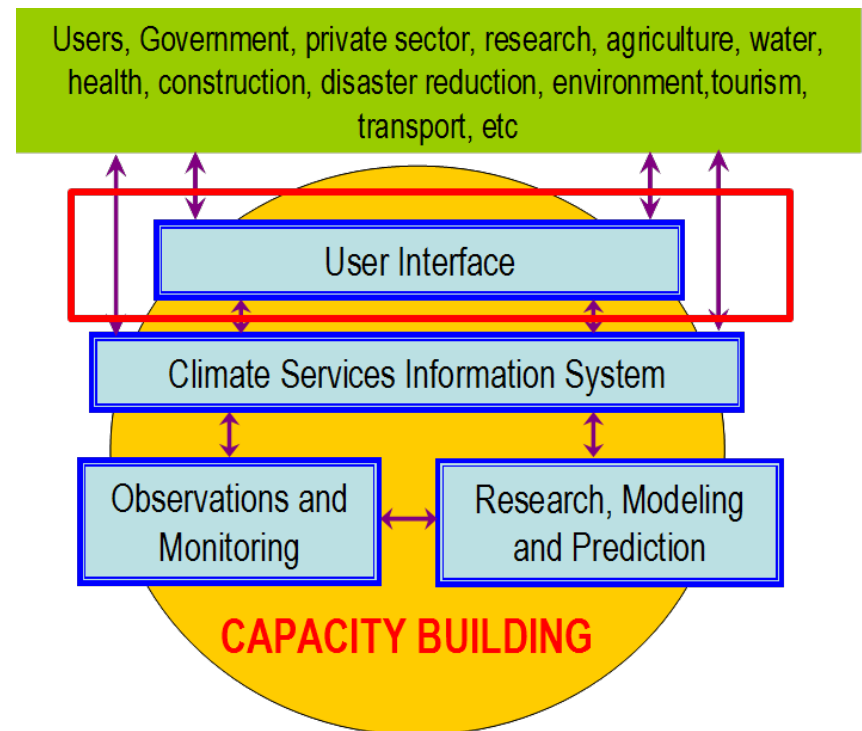 Users, Government, private sector, research, agriculture, water,
health, construction, disaster reduction, environment,tourism,
transport, etc
User Interface
Climate Services Information System
Observations and
Monitoring
Research, Modeling
and Prediction
CAPACITY BUILDING